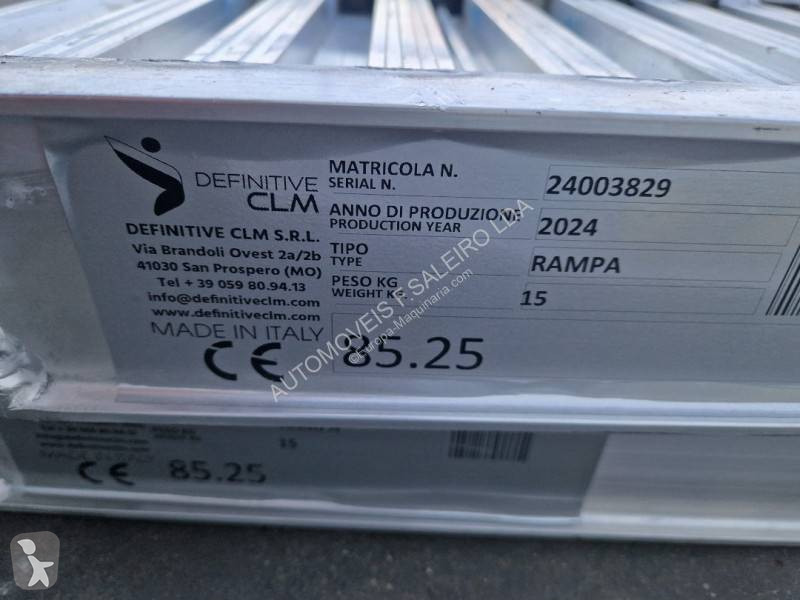 DEFINITIVE
CLM
DEFINITIVE CLM S.R.L.
Via Brandoli Ovest 2a/2b
41030 San Prospero (MO)
Tel + 39 059 80.94.13
info@definitiveclm.com
www.definitiveclm.com
MADE IN ITALY
CE 85.25
MATRICOLA N.
SERIAL N.
24003829
ANNO DI PRODUZIONE
PRODUCTION YEAR
2024
TIPO
TYPE
RAMPA
PESO KG
WEIGHT KG.
15
AUTOMOVEIS F. SALEIRO LDA
©Europa-Maquinaria.com
15
MADE IN ITALY
CE 85.25